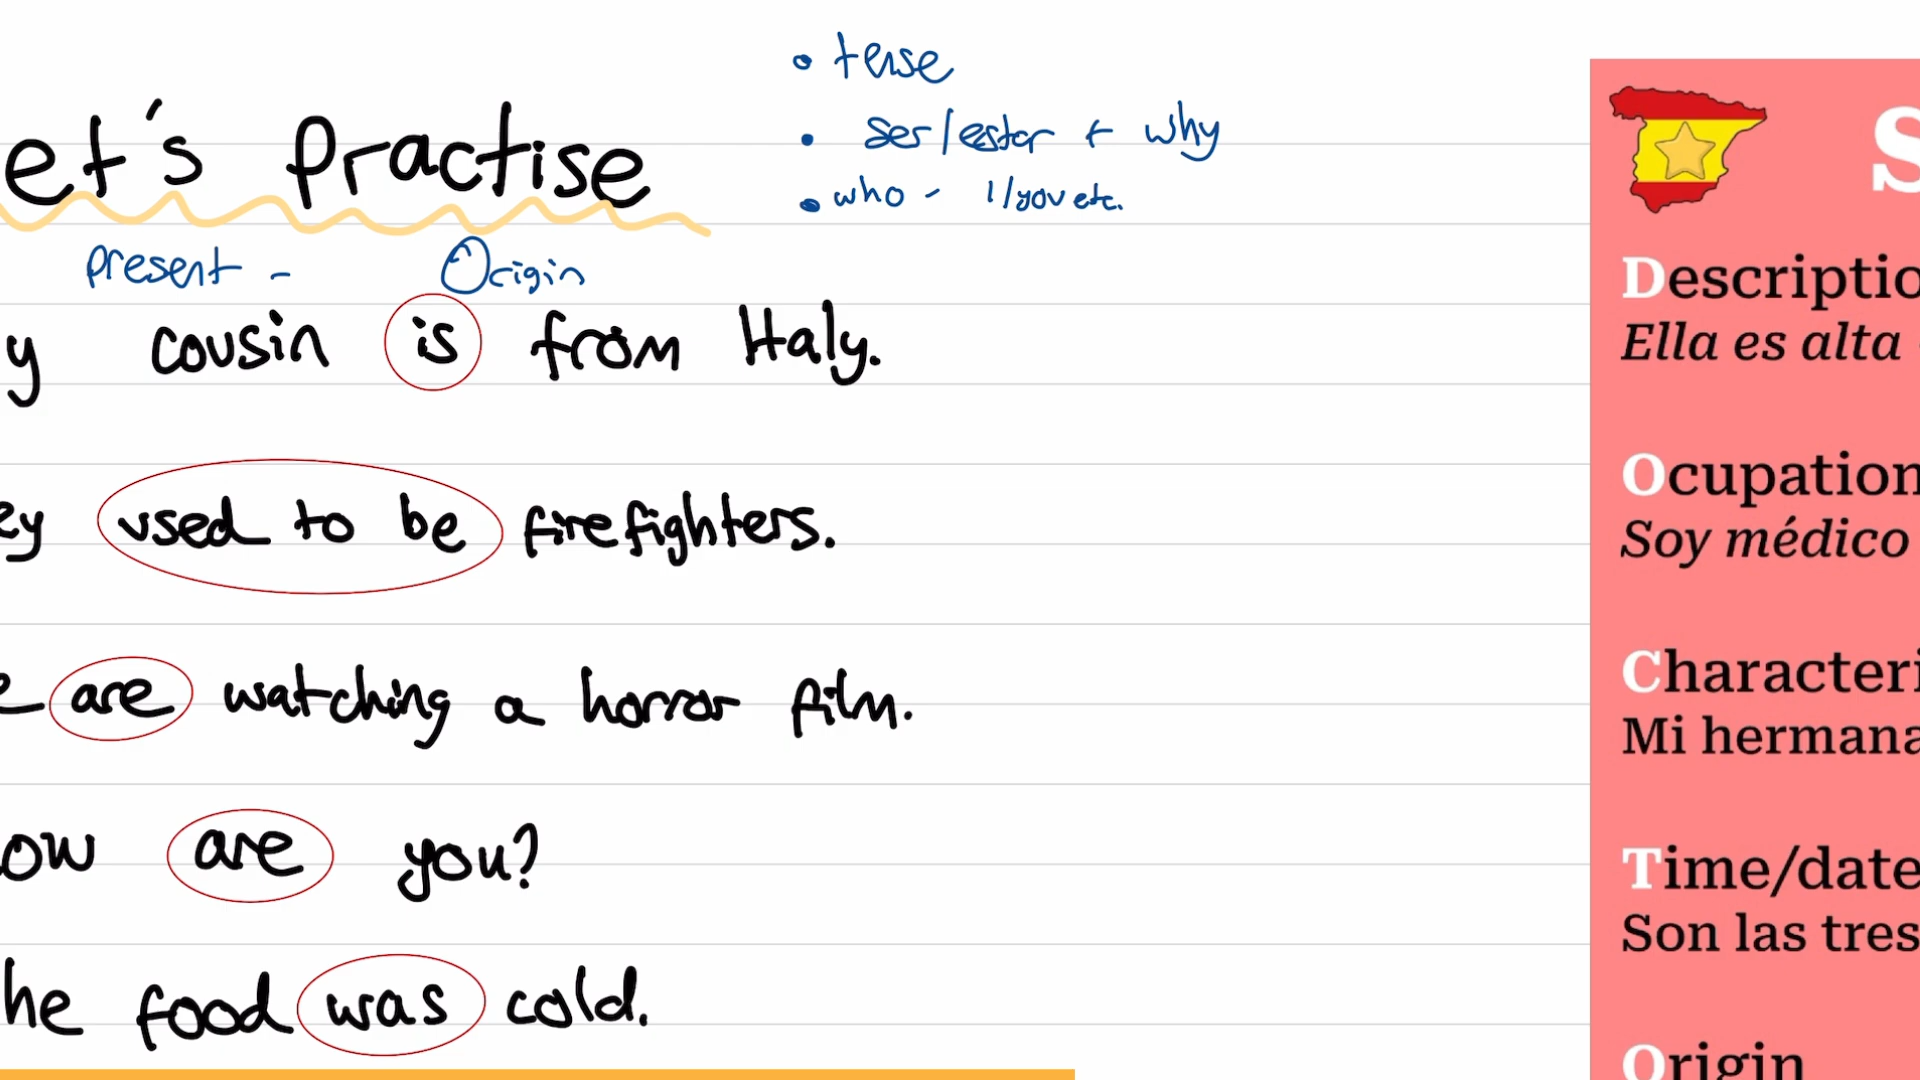 • tense
• ser/estar + why
• who - I/you etc.
et's practise
present - Origin
y cousin is from Italy.
ey used to be firefighters.
e are watching a horror film.
ow are you?
he food was cold.
S
Descriptio
Ella es alta
Ocupation
Soy médico
Characteri
Mi hermana
Time/date
Son las tres
Origin